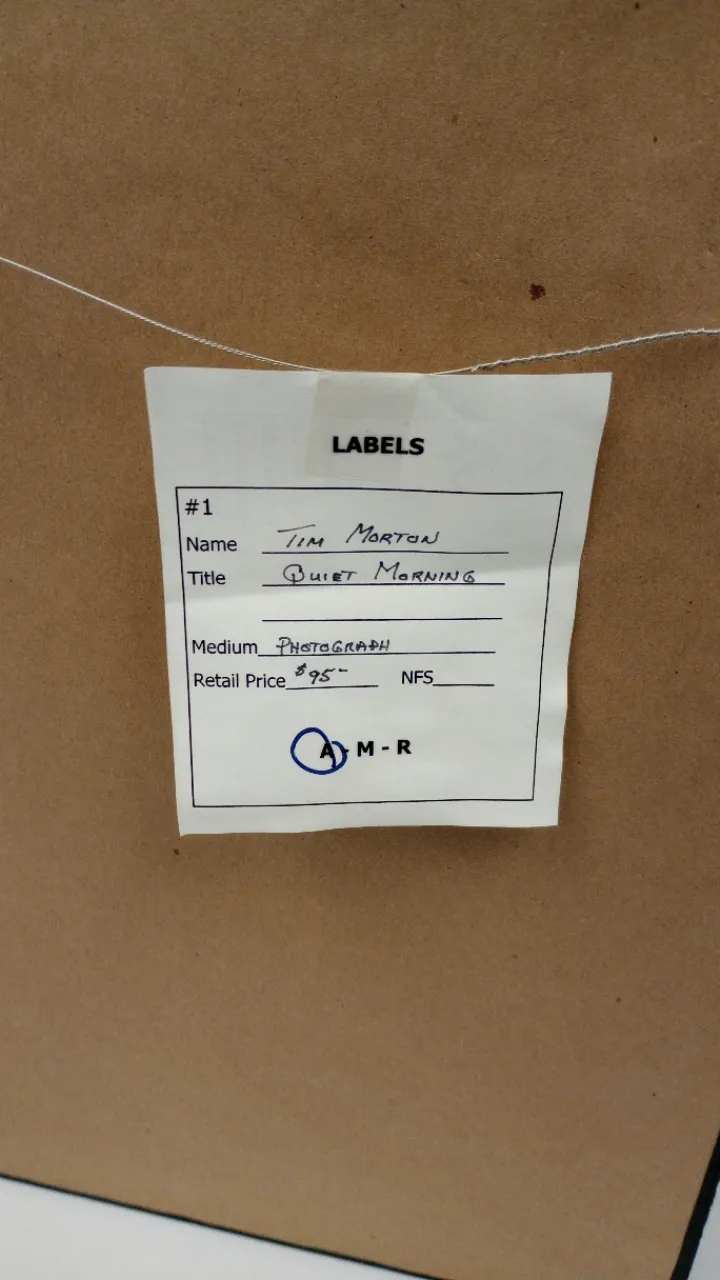 LABELS
#1
Name TIM MORTON
Title QUIET MORNING
Medium PHOTOGRAPH
Retail Price $95- NFS
A - M - R